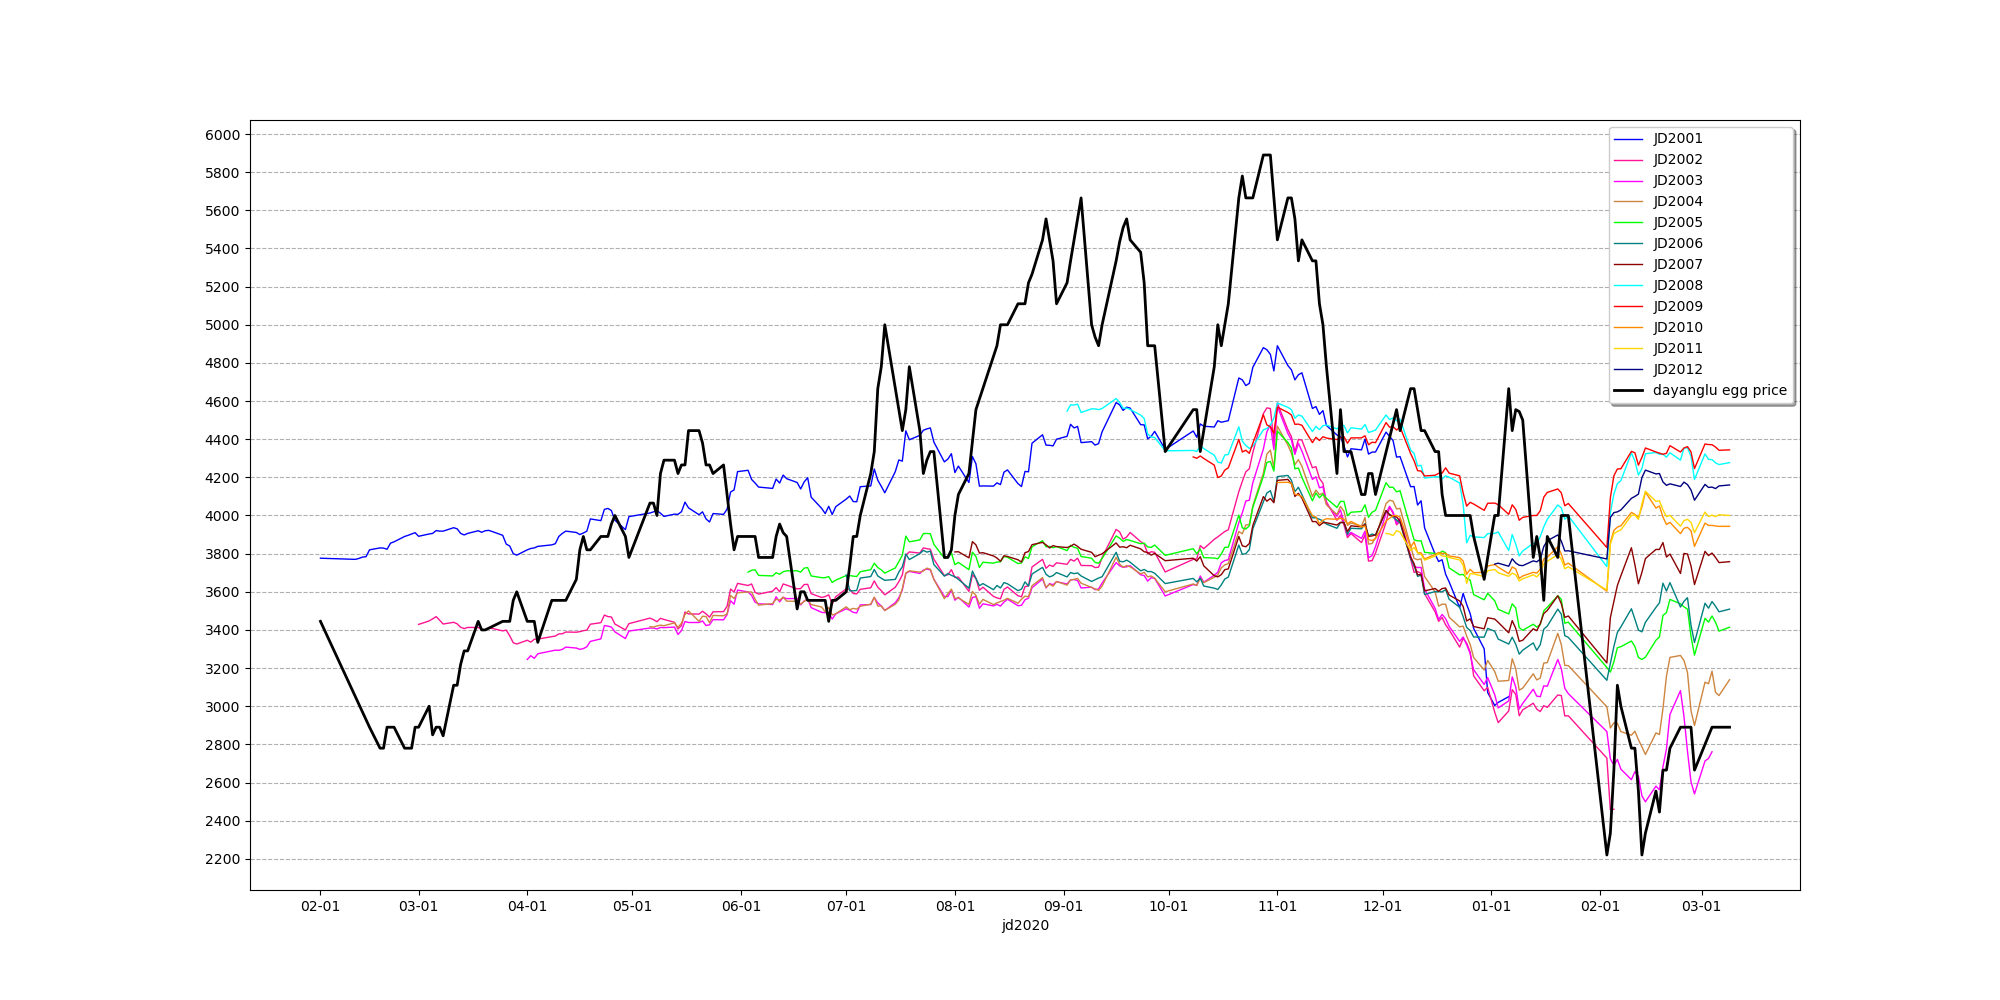 6000
5800
5600
5400
5200
5000
4800
4600
4400
4200
4000
3800
3600
3400
3200
3000
2800
2600
2400
2200
JD2001
JD2002
JD2003
JD2004
JD2005
JD2006
JD2007
JD2008
JD2009
JD2010
JD2011
JD2012
dayanglu egg price
02-01 03-01 04-01 05-01 06-01 07-01 08-01 09-01 10-01 11-01 12-01 01-01 02-01 03-01
jd2020